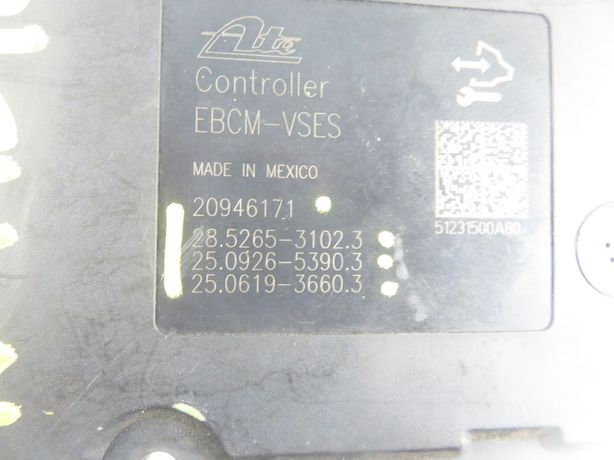 Ate
Controller
EBCM-VSES
MADE IN MEXICO
20946171
28.5265-3102.3
25.0926-5390.3
25.0619-3660.3
51231500A80